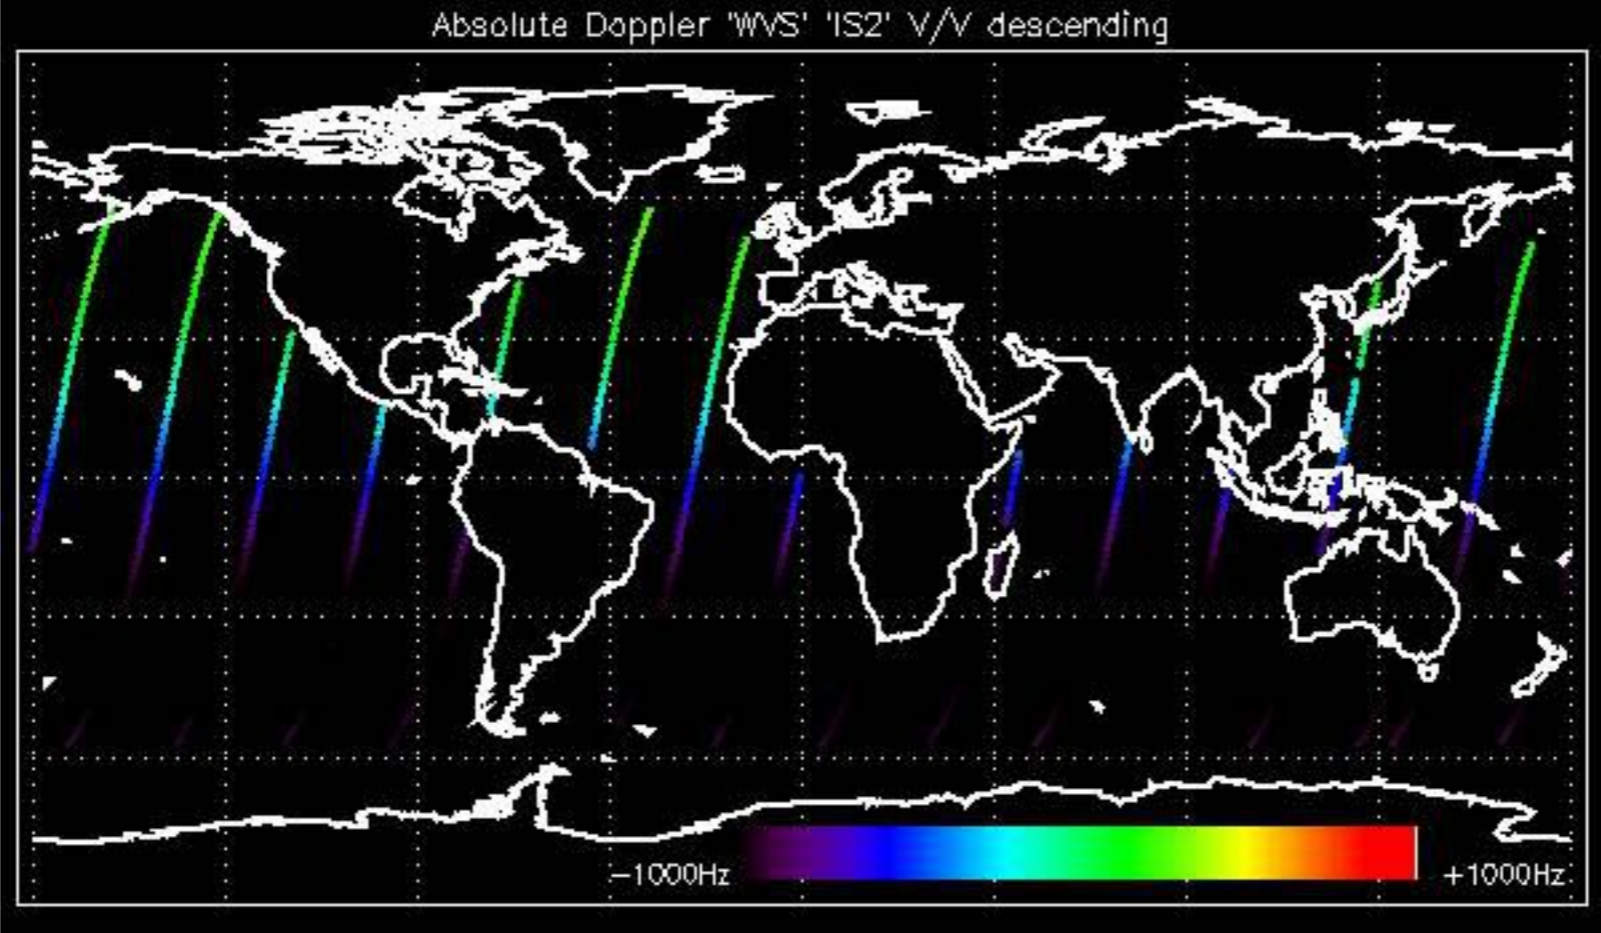 Absolute Doppler 'WVS' 'IS2' V/V descending
−1000Hz +1000Hz